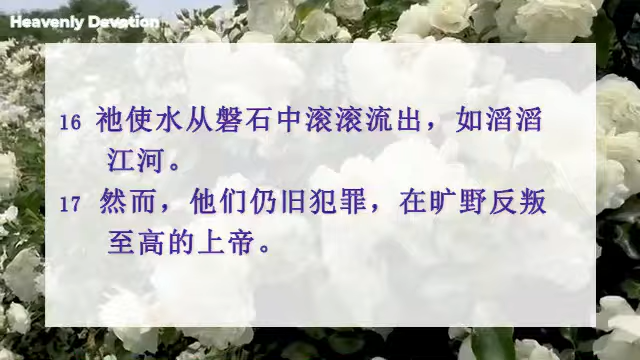 Heavenly Devotion
16 祂使水从磐石中滚滚流出，如滔滔
江河。
17 然而，他们仍旧犯罪，在旷野反叛
至高的上帝。